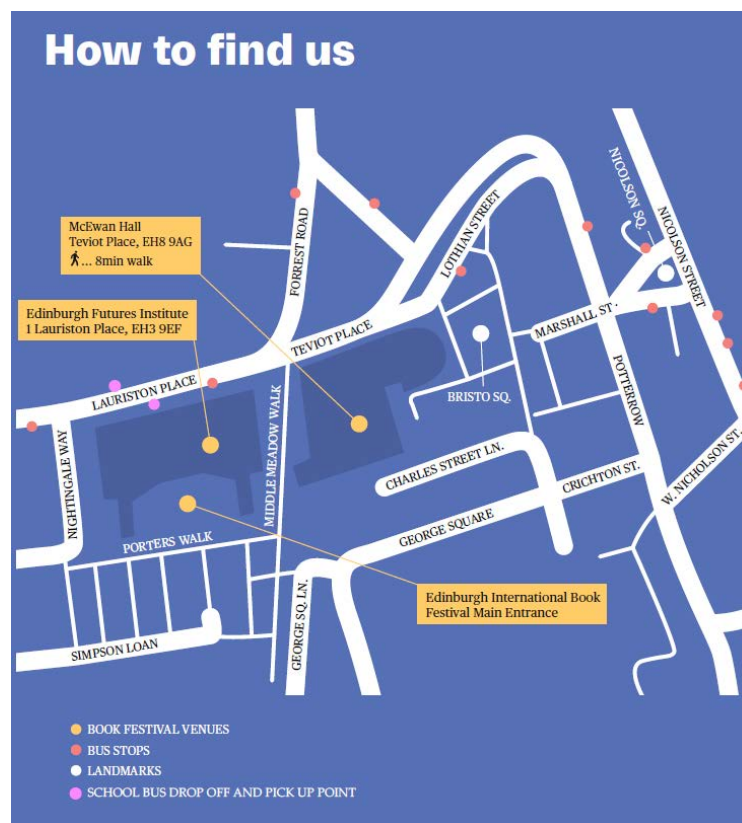 How to find us
McEwan Hall
Teviot Place, EH8 9AG
... 8min walk
Edinburgh Futures Institute
1 Lauriston Place, EH3 9EF
FORREST ROAD
LOTHIAN STREET
NICOLSON SQ.
NICOLSON STREET
TEVIOT PLACE
MARSHALL ST.
LAURISTON PLACE
BRISTO SQ.
POTTERROW
NIGHTINGALE WAY
MIDDLE MEADOW WALK
CHARLES STREET LN.
CRICHTON ST.
W. NICHOLSON ST.
GEORGE SQUARE
PORTERS WALK
Edinburgh International Book
Festival Main Entrance
GEORGE SQ. LN.
SIMPSON LOAN
BOOK FESTIVAL VENUES
BUS STOPS
LANDMARKS
SCHOOL BUS DROP OFF AND PICK UP POINT